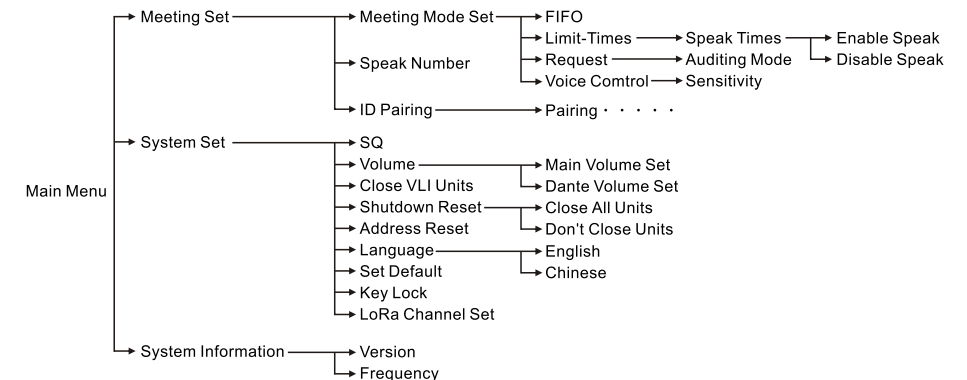 Meeting Set Meeting Mode Set FIFO
Limit-Times Speak Times Enable Speak
Request Auditing Mode Disable Speak
Speak Number
Voice Comtrol Sensitivity
ID Pairing Pairing · · · · ·
System Set SQ
Volume Main Volume Set
Close VLI Units Dante Volume Set
Main Menu
Shutdown Reset Close All Units
Address Reset Don't Close Units
Language English
Set Default Chinese
Key Lock
LoRa Channel Set
System Information Version
Frequency